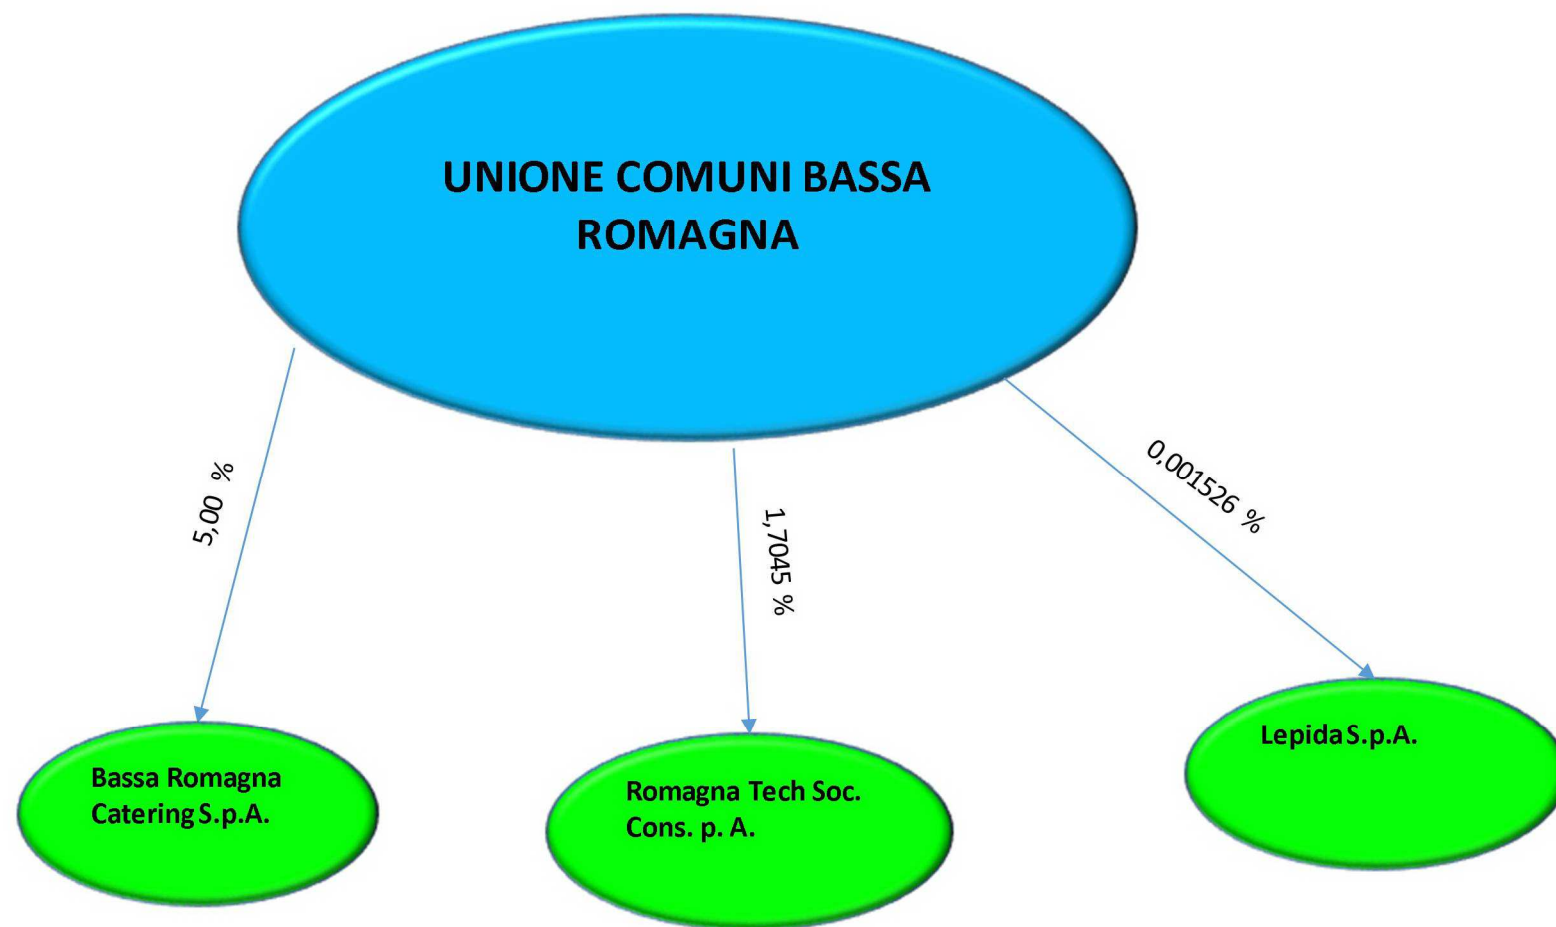 UNIONE COMUNI BASSA
ROMAGNA
5,00 %
1,7045 %
0,001526 %
Bassa Romagna
Catering S.p.A.
Romagna Tech Soc.
Cons. p. A.
Lepida S.p.A.